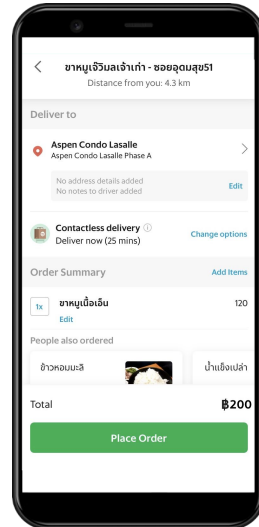 ขาหมูเจ๊วิมลเจ้าเก่า - ซอยอุดมสุข51
Distance from you: 4.3 km
Deliver to
Aspen Condo Lasalle
Aspen Condo Lasalle Phase A
No address details added
No notes to driver added
Edit
Contactless delivery
Deliver now (25 mins)
Change options
Order Summary
Add Items
1x
ขาหมูเนื้อเอ็น
120
Edit
People also ordered
ข้าวหอมมะลิ
น้ำแข็งเปล่า
Total
฿200
Place Order